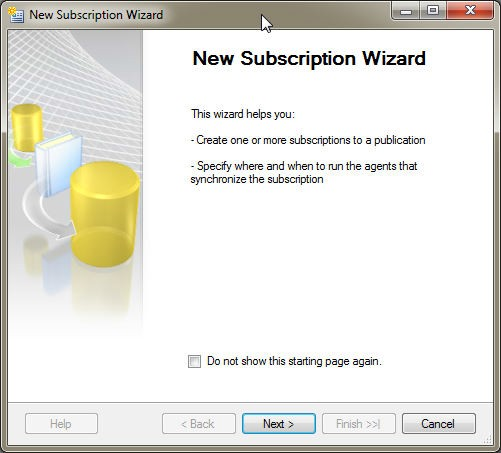 New Subscription Wizard
New Subscription Wizard
This wizard helps you:
- Create one or more subscriptions to a publication
- Specify where and when to run the agents that
synchronize the subscription
Do not show this starting page again.
Help
< Back
Next >
Finish >>|
Cancel